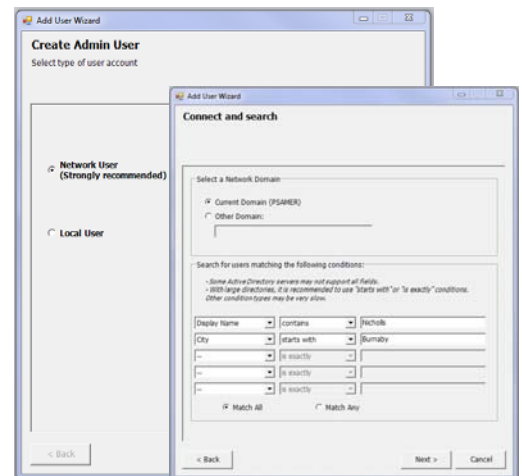 Add User Wizard
Create Admin User
Select type of user account
Network User
(Strongly recommended)
Local User
< Back
Add User Wizard
Connect and search
Select a Network Domain
Current Domain (PSAMER)
Other Domain:
Search for users matching the following conditions:
- Some Active Directory servers may not support all fields.
- With large directories, it is recommended to use "starts with" or "is exactly" conditions.
Other condition types may be very slow.
Display Name contains Nicholls
City starts with Burnaby
-- is exactly
-- is exactly
-- is exactly
Match All Match Any
< Back Next > Cancel